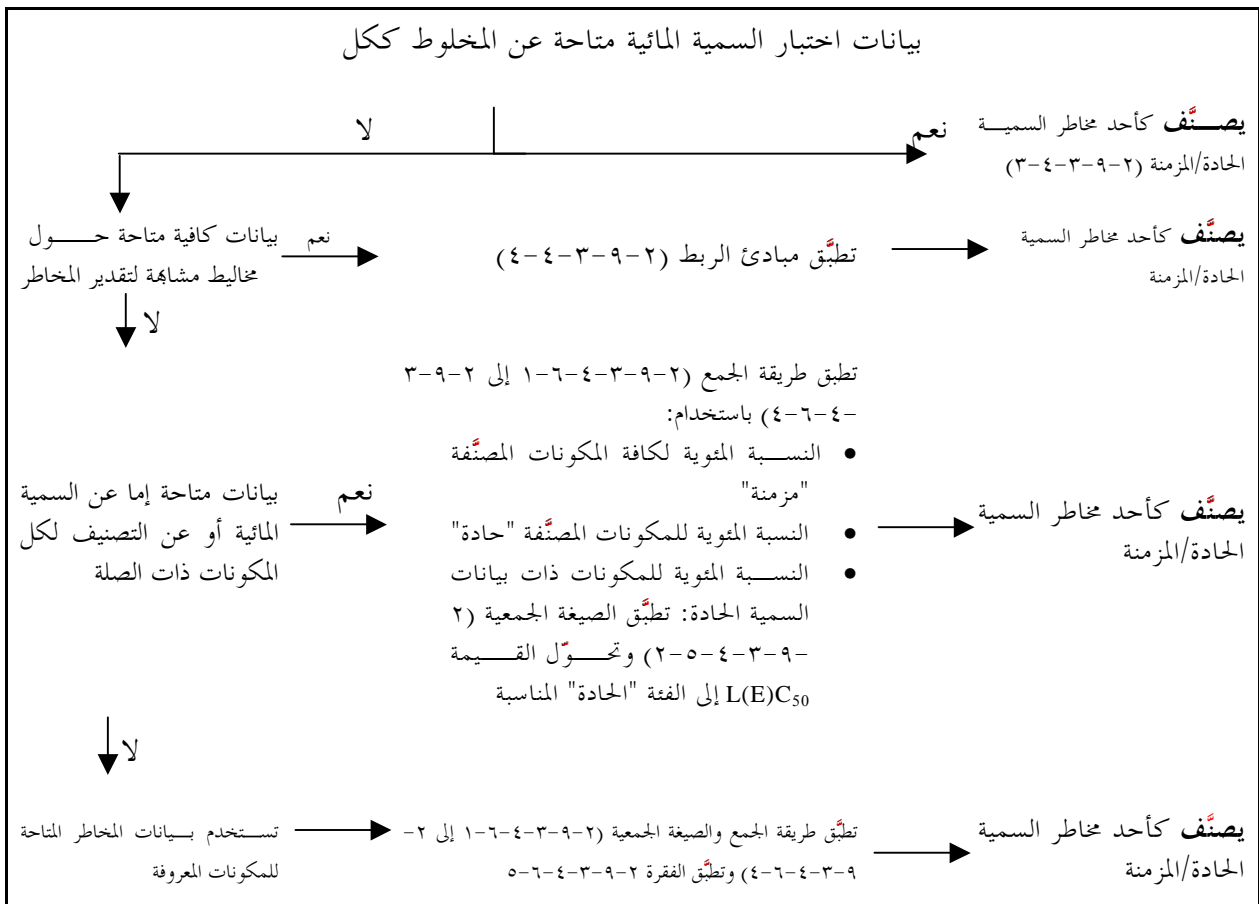 بيانات اختبار السمية المائية متاحة عن المخلوط ككل
لا
نعم
يصنَّف كأحد مخاطر السمية
الحادة/المزمنة (٢-٩-٣-٤-٣)
بيانات كافية متاحة حول
مخاليط مشابهة لتقدير المخاطر
نعم
تطبَّق مبادئ الربط (٢-٩-٣-٤-٤)
يصنَّف كأحد مخاطر السمية
الحادة/المزمنة
لا
بيانات متاحة إما عن السمية
المائية أو عن التصنيف لكل
المكونات ذات الصلة
نعم
تطبق طريقة الجمع (٢-٩-٣-٤-٦-١ إلى ٢-٩-٣
-٤-٦-٤) باستخدام:
• النسبة المئوية لكافة المكونات المصنَّفة
"مزمنة"
• النسبة المئوية للمكونات المصنَّفة "حادة"
• النسبة المئوية للمكونات ذات بيانات
السمية الحادة: تطبَّق الصيغة الجمعية (٢
-٩-٣-٤-٥-٢) وتحوّل القيمة
L(E)C50 إلى الفئة "الحادة" المناسبة
يصنَّف كأحد مخاطر السمية
الحادة/المزمنة
لا
تستخدم بيانات المخاطر المتاحة
للمكونات المعروفة
تطبَّق طريقة الجمع والصيغة الجمعية (٢-٩-٣-٤-٦-١ إلى ٢-
٩-٣-٤-٦-٤) وتطبَّق الفقرة ٢-٩-٣-٤-٦-٥
يصنَّف كأحد مخاطر السمية
الحادة/المزمنة